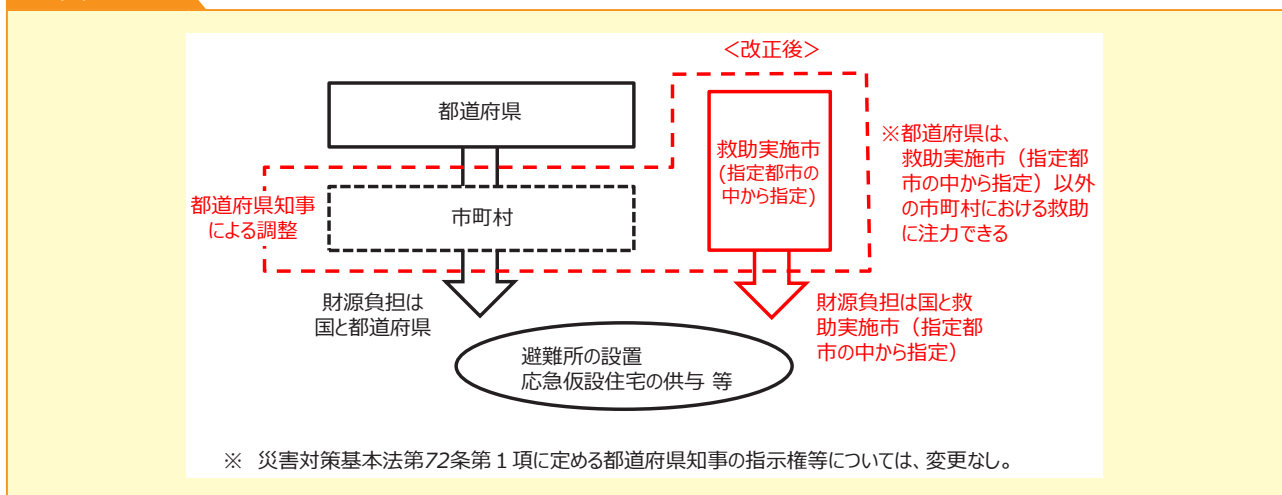 <改正後>
都道府県
救助実施市
(指定都市の
中から指定)
※都道府県は、
救助実施市（指定都
市の中から指定）以外
の市町村における救助
に注力できる
都道府県知事
による調整
市町村
財源負担は
国と都道府県
財源負担は国と救
助実施市（指定都
市の中から指定）
避難所の設置
応急仮設住宅の供与 等
※ 災害対策基本法第72条第１項に定める都道府県知事の指示権等については、変更なし。